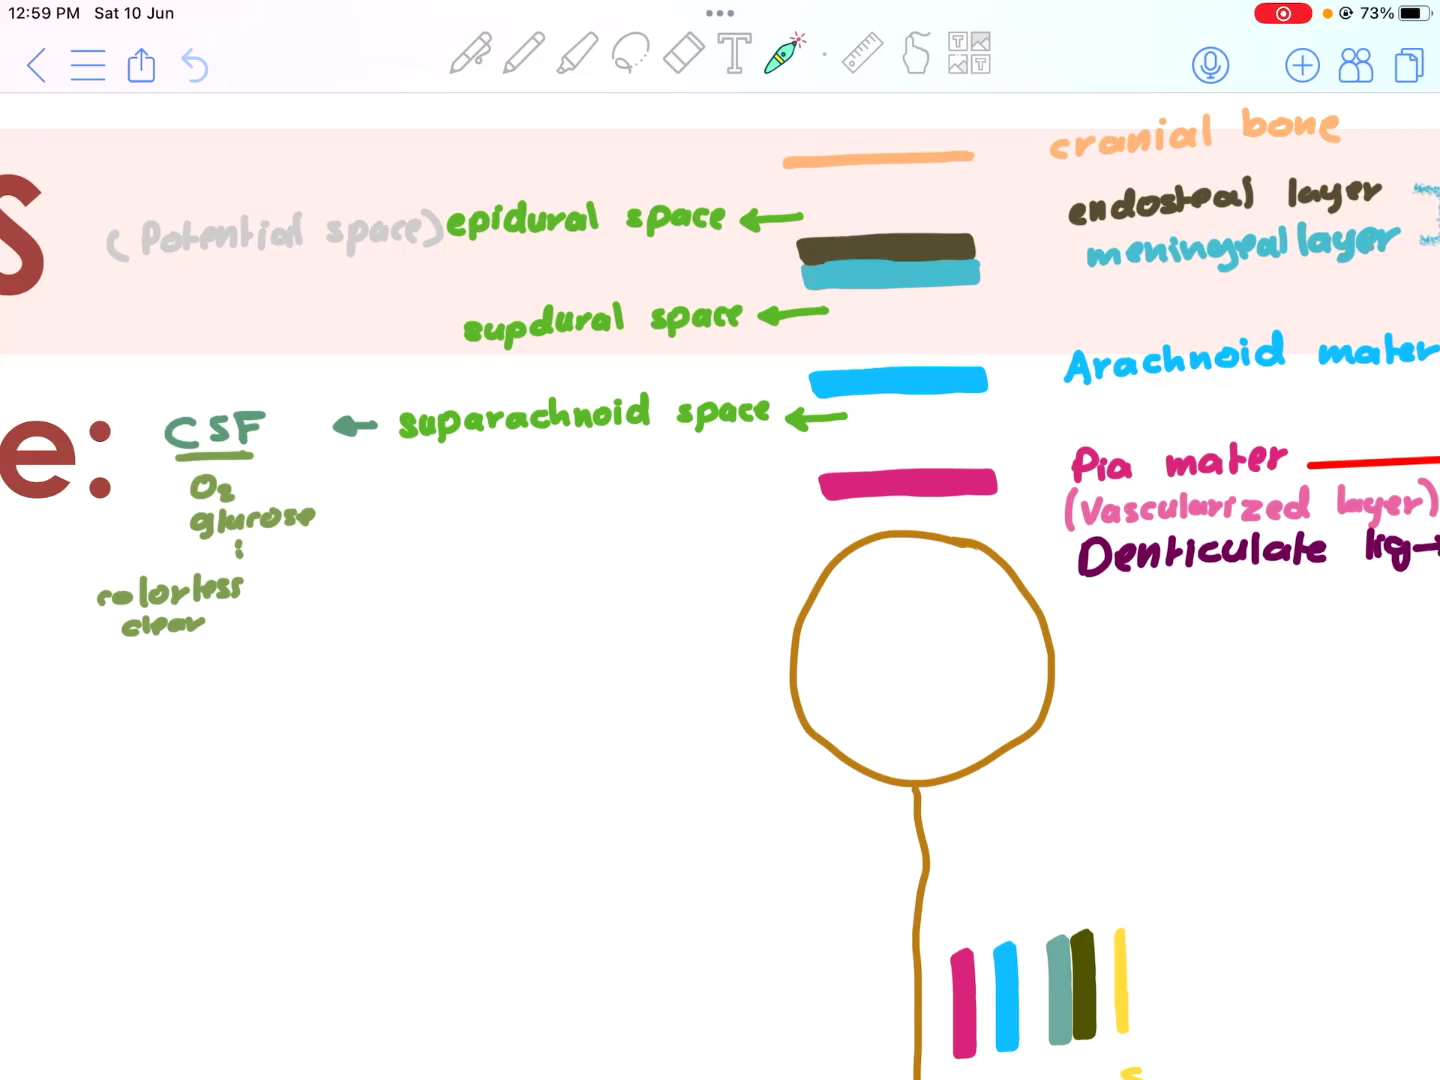 12:59 PM Sat 10 Jun
73%
cranial bone
endosteal layer
(Potential space) epidural space
meningeal layer
supdural space
Arachnoid mater
e: CSF
suparachnoid space
Pia mater
O2
(Vascularized layer)
glucose
Denticulate lig
colorless
clear
S